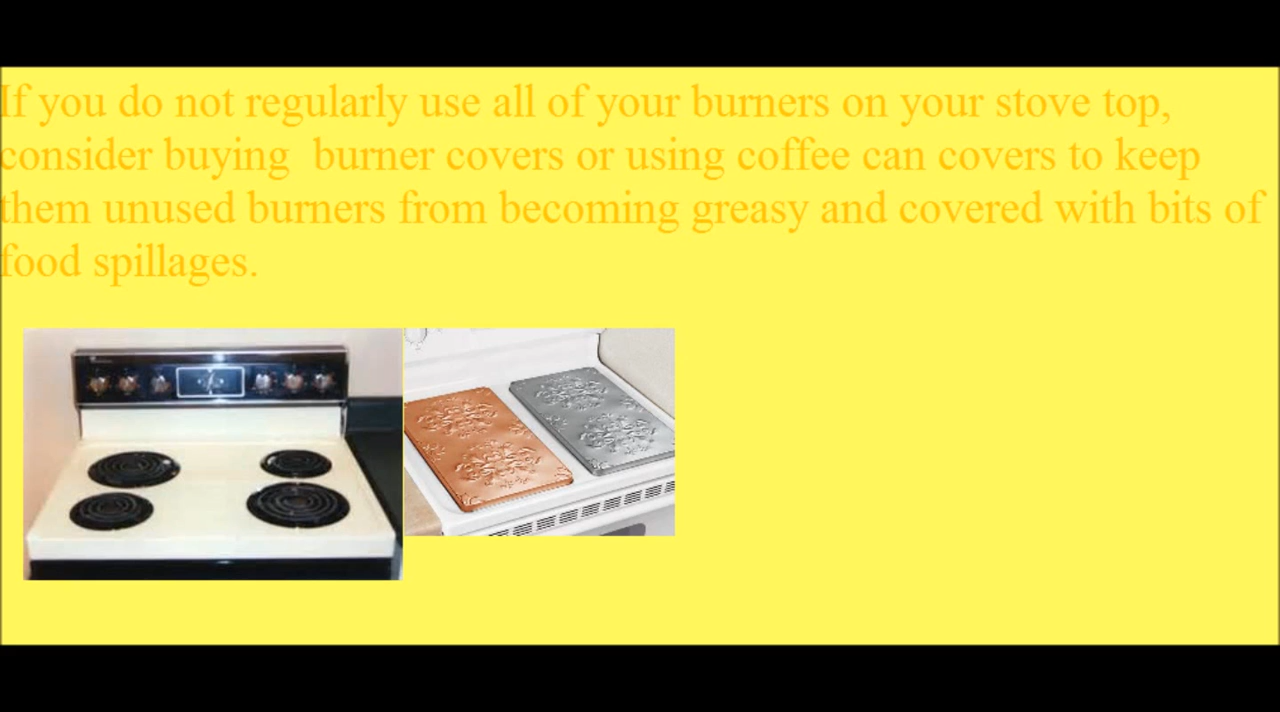 If you do not regularly use all of your burners on your stove top,
consider buying  burner covers or using coffee can covers to keep
them unused burners from becoming greasy and covered with bits of
food spillages.